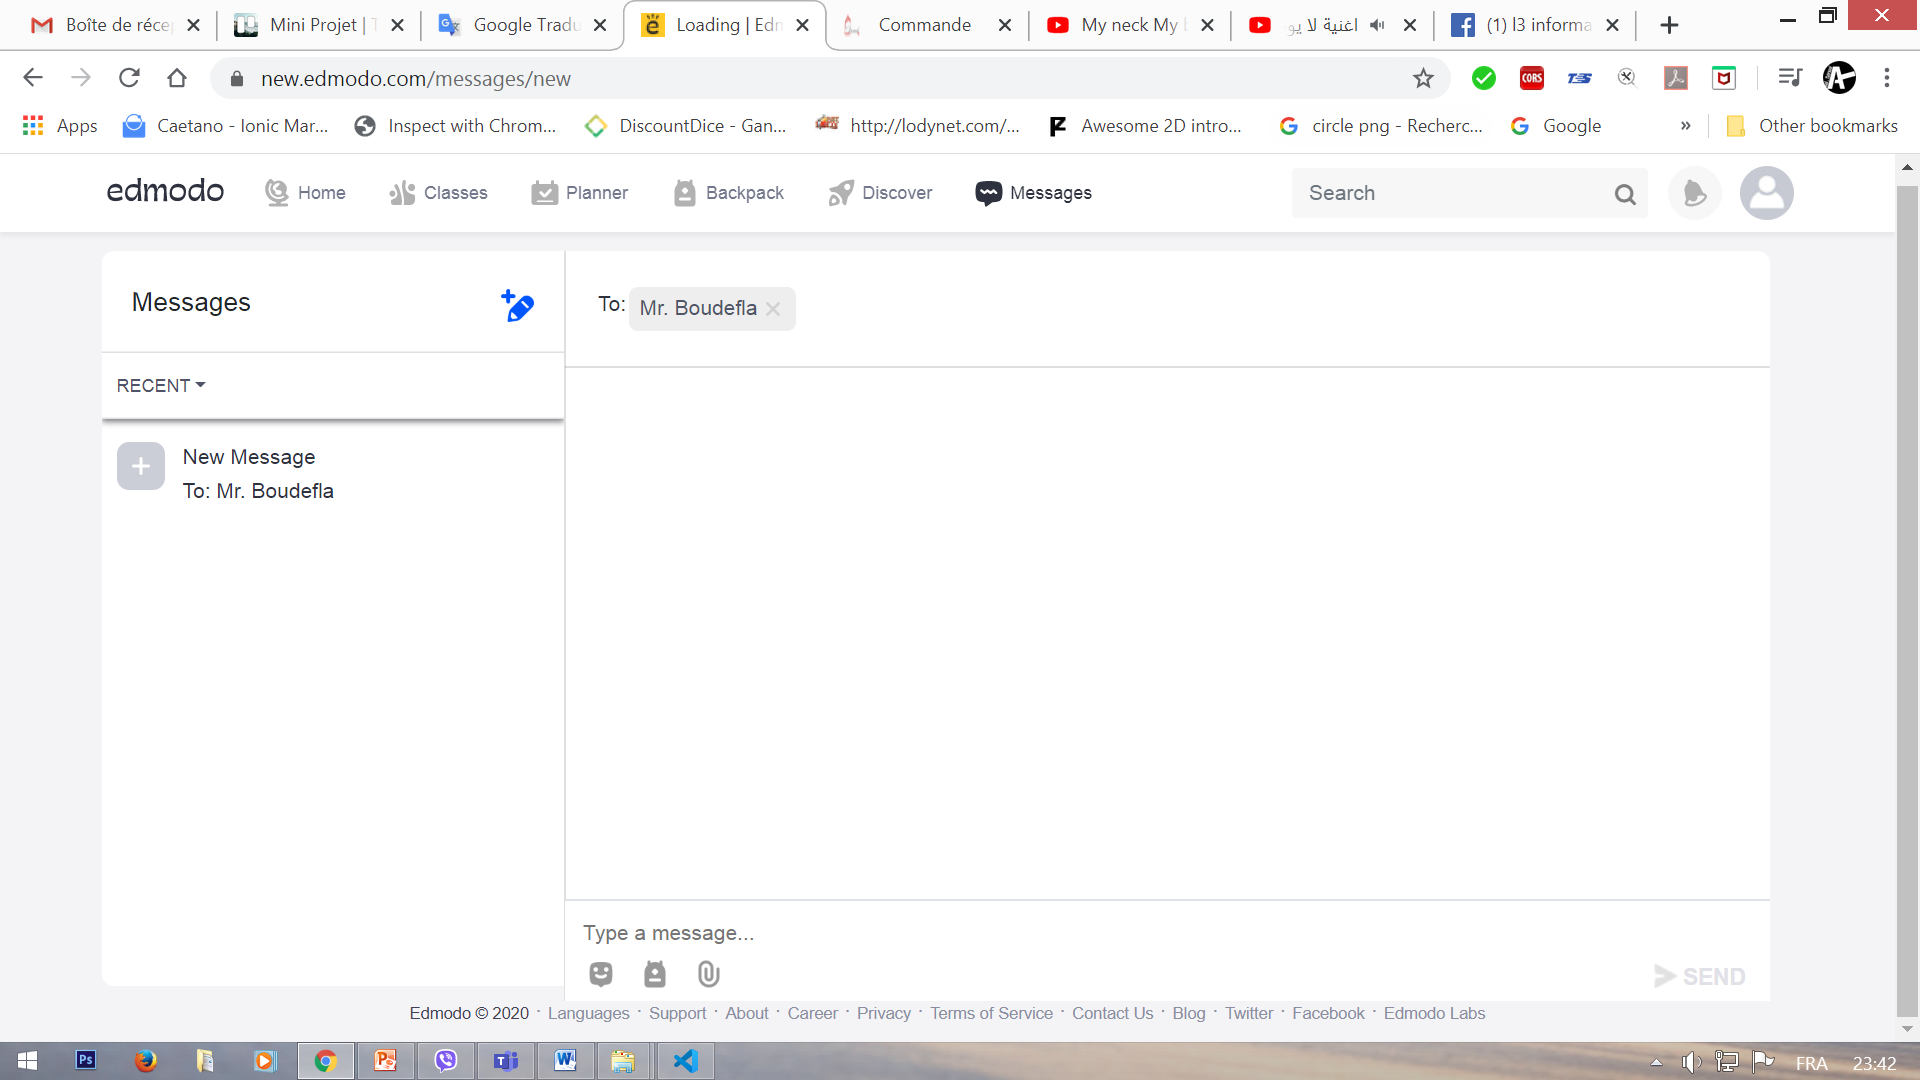 Boîte de réce
Mini Projet | T
Google Tradu
Loading | Edn
Commande
My neck My b
اغنية لا يو
(1) l3 informa
new.edmodo.com/messages/new
CORS
Apps
Caetano - Ionic Mar...
Inspect with Chrom...
DiscountDice - Gan...
http://lodynet.com/...
Awesome 2D intro...
circle png - Recherc...
Google
»
Other bookmarks
edmodo
Home
Classes
Planner
Backpack
Discover
Messages
Search
Messages
To: Mr. Boudefla
RECENT
New Message
To: Mr. Boudefla
Type a message...
SEND
Edmodo © 2020 · Languages · Support · About · Career · Privacy · Terms of Service · Contact Us · Blog · Twitter · Facebook · Edmodo Labs
Ps
FRA
23:42